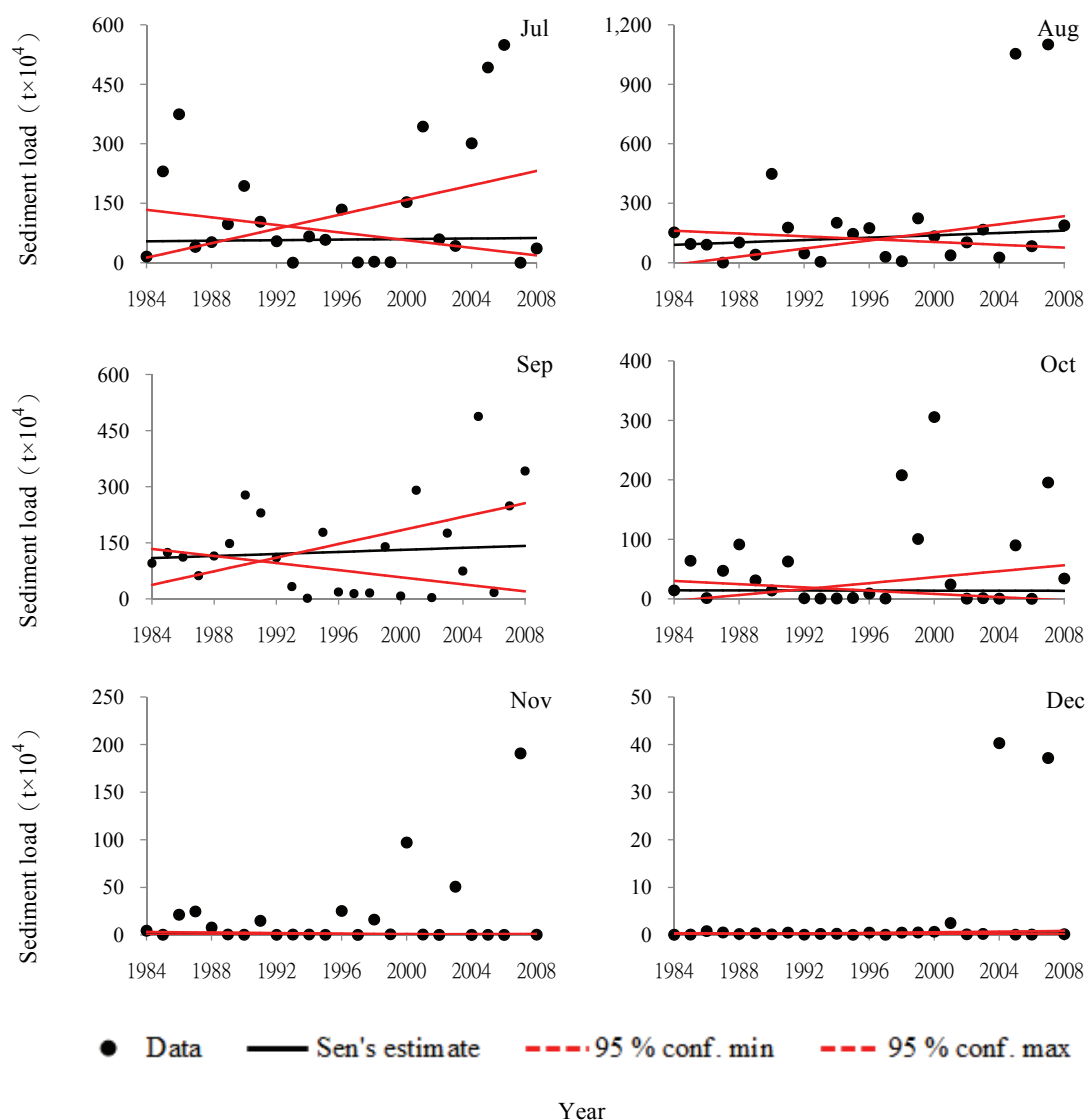 Jul
Sediment load (t×10⁴)
600
450
300
150
0
1984 1988 1992 1996 2000 2004 2008
Aug
1,200
900
600
300
0
1984 1988 1992 1996 2000 2004 2008
Sep
Sediment load (t×10⁴)
600
450
300
150
0
1984 1988 1992 1996 2000 2004 2008
Oct
400
300
200
100
0
1984 1988 1992 1996 2000 2004 2008
Nov
Sediment load (t×10⁴)
250
200
150
100
50
0
1984 1988 1992 1996 2000 2004 2008
Dec
50
40
30
20
10
0
1984 1988 1992 1996 2000 2004 2008
Data Sen's estimate 95 % conf. min 95 % conf. max
Year